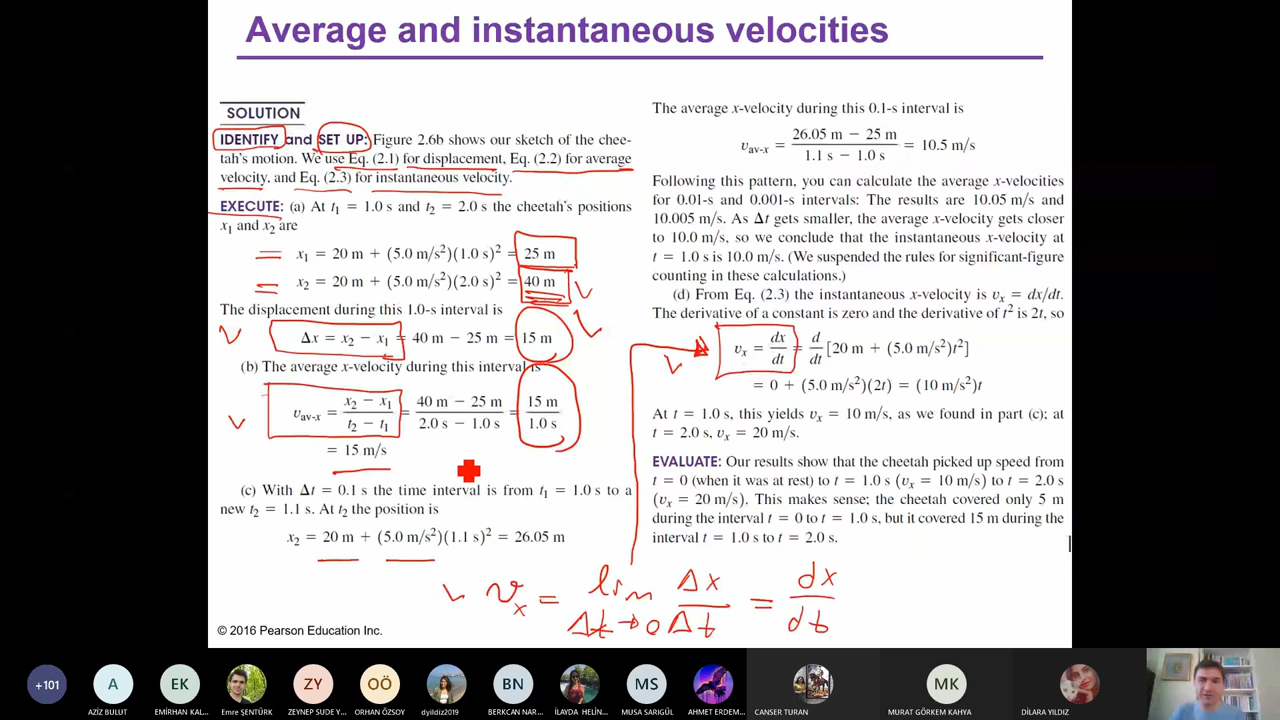 Average and instantaneous velocities
SOLUTION
IDENTIFY and SET UP: Figure 2.6b shows our sketch of the chee-
tah's motion. We use Eq. (2.1) for displacement, Eq. (2.2) for average
velocity, and Eq. (2.3) for instantaneous velocity.
EXECUTE: (a) At t₁ = 1.0 s and t₂ = 2.0 s the cheetah's positions
x₁ and x₂ are
x₁ = 20 m + (5.0 m/s²)(1.0 s)² = 25 m
x₂ = 20 m + (5.0 m/s²)(2.0 s)² = 40 m
The displacement during this 1.0-s interval is
Δx = x₂ − x₁ = 40 m − 25 m = 15 m
(b) The average x-velocity during this interval is
v_av-x = (x₂ − x₁)/(t₂ − t₁) = (40 m − 25 m)/(2.0 s − 1.0 s) = 15 m/1.0 s
= 15 m/s
(c) With Δt = 0.1 s the time interval is from t₁ = 1.0 s to a
new t₂ = 1.1 s. At t₂ the position is
x₂ = 20 m + (5.0 m/s²)(1.1 s)² = 26.05 m
The average x-velocity during this 0.1-s interval is
v_av-x = (26.05 m − 25 m)/(1.1 s − 1.0 s) = 10.5 m/s
Following this pattern, you can calculate the average x-velocities
for 0.01-s and 0.001-s intervals: The results are 10.05 m/s and
10.005 m/s. As Δt gets smaller, the average x-velocity gets closer
to 10.0 m/s, so we conclude that the instantaneous x-velocity at
t = 1.0 s is 10.0 m/s. (We suspended the rules for significant-figure
counting in these calculations.)
(d) From Eq. (2.3) the instantaneous x-velocity is vₓ = dx/dt.
The derivative of a constant is zero and the derivative of t² is 2t, so
vₓ = dx/dt = d/dt [20 m + (5.0 m/s²)t²]
= 0 + (5.0 m/s²)(2t) = (10 m/s²)t
At t = 1.0 s, this yields vₓ = 10 m/s, as we found in part (c); at
t = 2.0 s, vₓ = 20 m/s.
EVALUATE: Our results show that the cheetah picked up speed from
t = 0 (when it was at rest) to t = 1.0 s (vₓ = 10 m/s) to t = 2.0 s
(vₓ = 20 m/s). This makes sense; the cheetah covered only 5 m
during the interval t = 0 to t = 1.0 s, but it covered 15 m during the
interval t = 1.0 s to t = 2.0 s.
vₓ = lim Δt→0 Δx/Δt = dx/dt
© 2016 Pearson Education Inc.
+101 A EK ZY OÖ BN MS MK
AZİZ BULUT EMİRHAN KAL... Emre ŞENTÜRK ZEYNEP SUDE Y... ORHAN ÖZSOY dyildiz2019 BERKCAN NAR... İLAYDA HELİN... MUSA SARIGÜL AHMET ERDEM... CANSER TURAN MURAT GÖRKEM KAHYA DİLARA YILDIZ